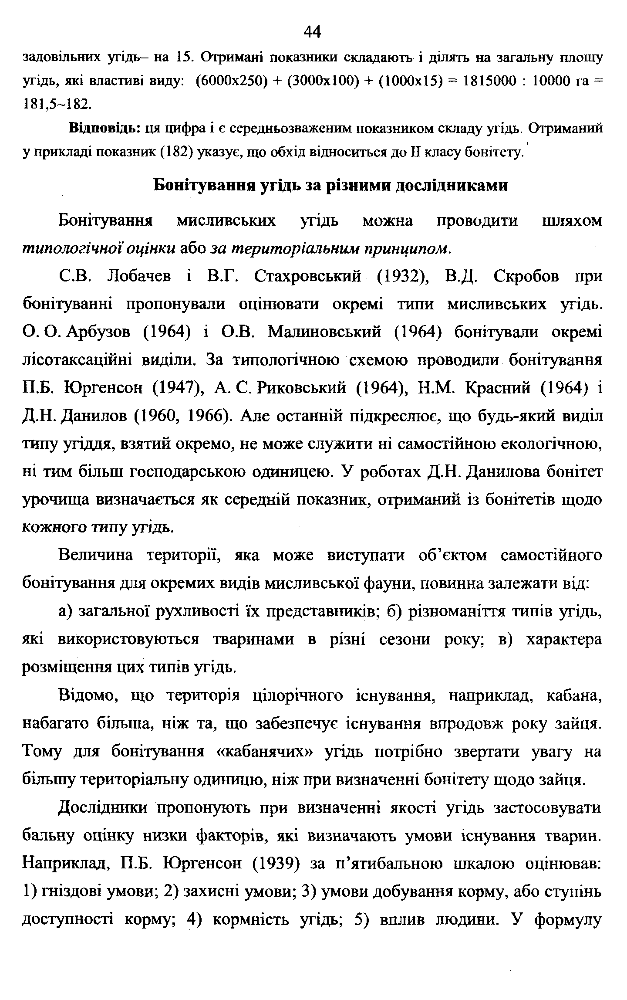 44
задовільних угідь– на 15. Отримані показники складають і ділять на загальну площу
угідь, які властиві виду: (6000х250) + (3000х100) + (1000х15) = 1815000 : 10000 га =
181,5~182.
Відповідь: ця цифра і є середньозваженим показником складу угідь. Отриманий
у прикладі показник (182) указує, що обхід відноситься до ІІ класу бонітету.
Бонітування угідь за різними дослідниками
Бонітування мисливських угідь можна проводити шляхом
типологічної оцінки або за територіальним принципом.
С.В. Лобачев і В.Г. Стахровський (1932), В.Д. Скробов при
бонітуванні пропонували оцінювати окремі типи мисливських угідь.
О. О. Арбузов (1964) і О.В. Малиновський (1964) бонітували окремі
лісотаксаційні виділи. За типологічною схемою проводили бонітування
П.Б. Юргенсон (1947), А. С. Риковський (1964), Н.М. Красний (1964) і
Д.Н. Данилов (1960, 1966). Але останній підкреслює, що будь-який виділ
типу угіддя, взятий окремо, не може служити ні самостійною екологічною,
ні тим більш господарською одиницею. У роботах Д.Н. Данилова бонітет
урочища визначається як середній показник, отриманий із бонітетів щодо
кожного типу угідь.
Величина території, яка може виступати об’єктом самостійного
бонітування для окремих видів мисливської фауни, повинна залежати від:
а) загальної рухливості їх представників; б) різноманіття типів угідь,
які використовуються тваринами в різні сезони року; в) характера
розміщення цих типів угідь.
Відомо, що територія цілорічного існування, наприклад, кабана,
набагато більша, ніж та, що забезпечує існування впродовж року зайця.
Тому для бонітування «кабанячих» угідь потрібно звертати увагу на
більшу територіальну одиницю, ніж при визначенні бонітету щодо зайця.
Дослідники пропонують при визначенні якості угідь застосовувати
бальну оцінку низки факторів, які визначають умови існування тварин.
Наприклад, П.Б. Юргенсон (1939) за п’ятибальною шкалою оцінював:
1) гніздові умови; 2) захисні умови; 3) умови добування корму, або ступінь
доступності корму; 4) кормність угідь; 5) вплив людини. У формулу